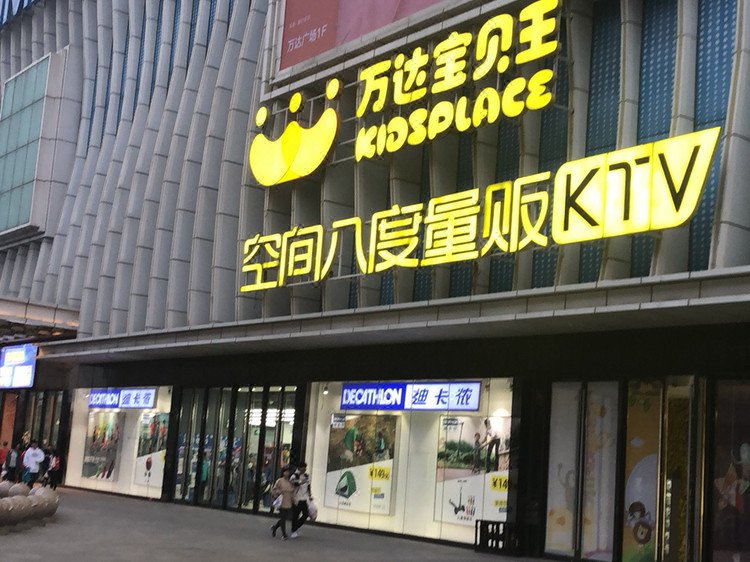 万达广场1F
万达宝贝王
KIDSPLACE
空间八度量贩KTV
DECATHLON 迪卡侬
DECATHLON 迪卡侬
¥149
¥14